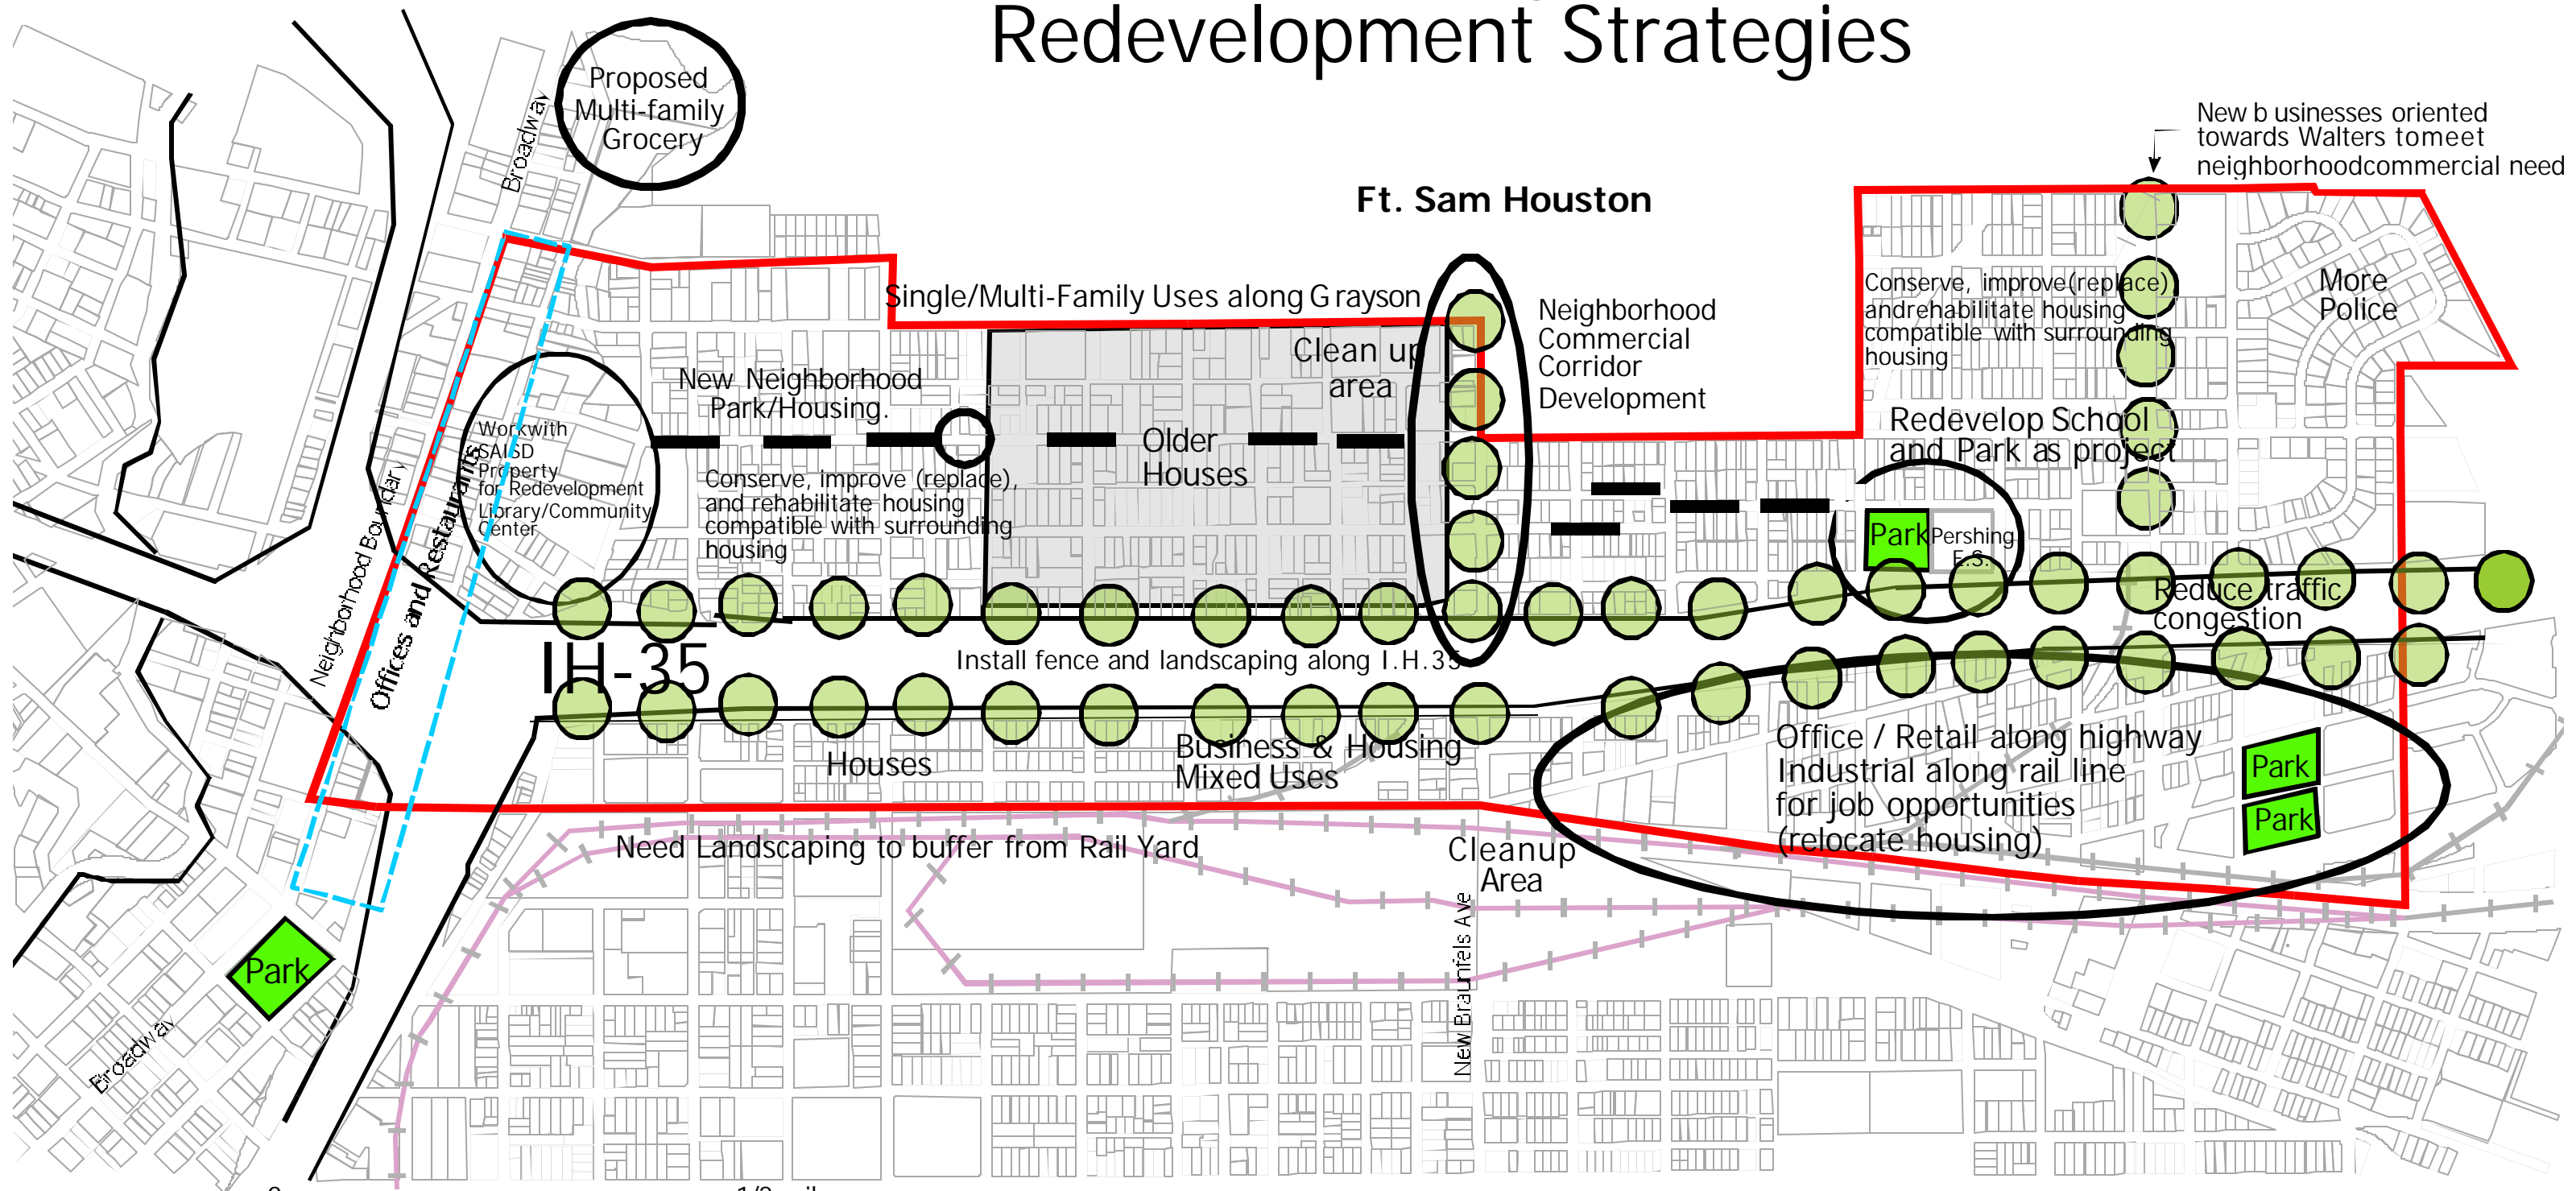 Redevelopment Strategies
Proposed
Multi-family
Grocery
Broadway
New b usinesses oriented
towards Walters tomeet
neighborhoodcommercial need
Ft. Sam Houston
Single/Multi-Family Uses along Grayson
Clean up
area
Neighborhood
Commercial
Corridor
Development
Conserve, improve(replace)
andrehabilitate housing
compatible with surrounding
housing
More
Police
New Neighborhood
Park/Housing.
Older
Houses
Redevelop School
and Park as project
Workwith
SAISD
Property
for Redevelopment
Library/Community
Center
Conserve, improve (replace),
and rehabilitate housing
compatible with surrounding
housing
Neighborhood Boundary
Offices and Restaurants
Park
Pershing
E.S.
Reduce traffic
congestion
IH-35
Install fence and landscaping along I.H.35
Houses
Business & Housing
Mixed Uses
Office / Retail along highway
Industrial along rail line
for job opportunities
(relocate housing)
Park
Park
Need Landscaping to buffer from Rail Yard
Cleanup
Area
New Braunfels Ave
Park
Broadway